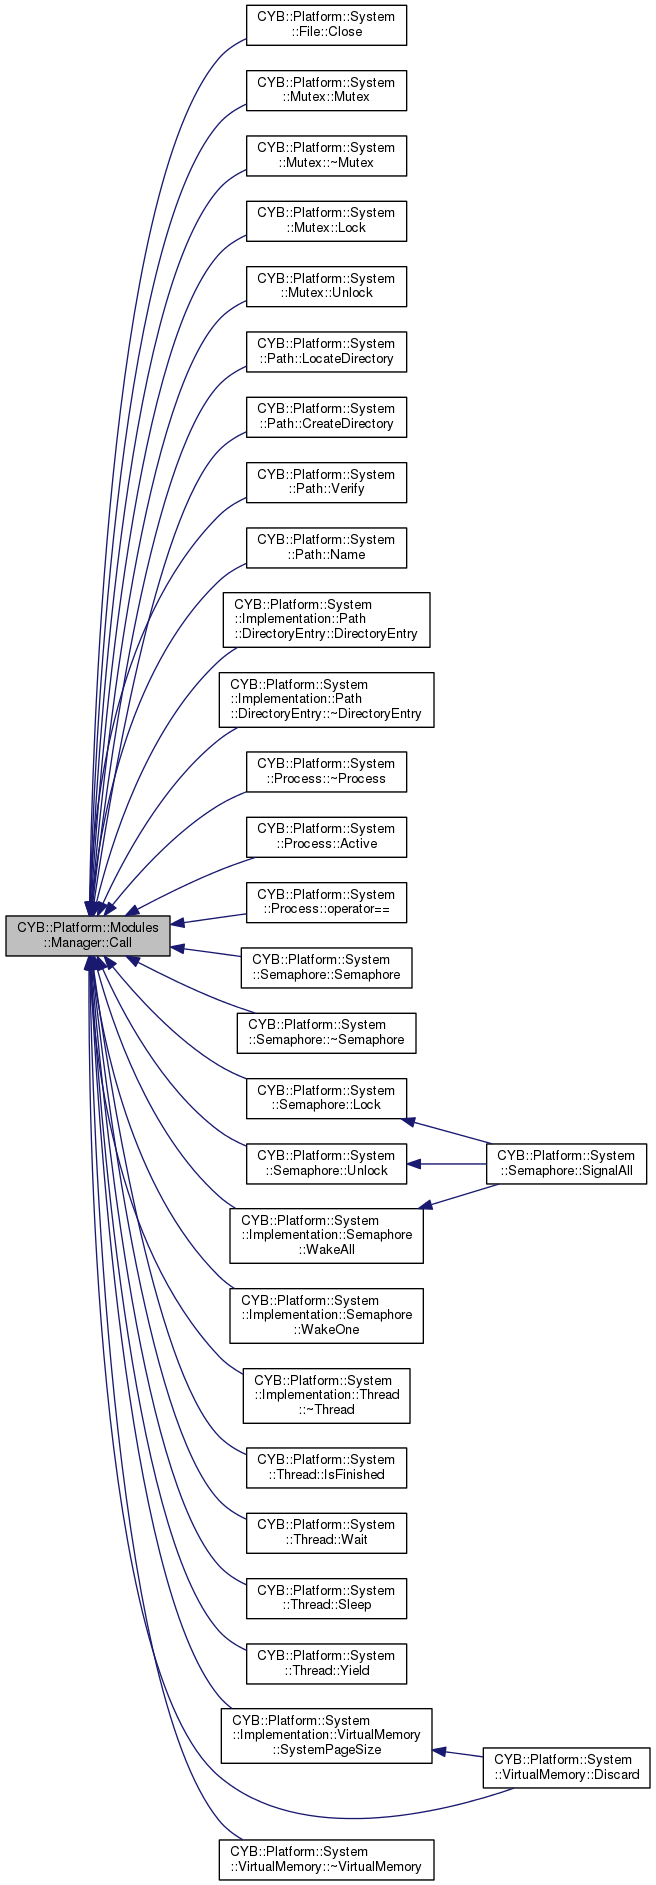 CYB::Platform::System
::File::Close
CYB::Platform::System
::Mutex::Mutex
CYB::Platform::System
::Mutex::~Mutex
CYB::Platform::System
::Mutex::Lock
CYB::Platform::System
::Mutex::Unlock
CYB::Platform::System
::Path::LocateDirectory
CYB::Platform::System
::Path::CreateDirectory
CYB::Platform::System
::Path::Verify
CYB::Platform::System
::Path::Name
CYB::Platform::System
::Implementation::Path
::DirectoryEntry::DirectoryEntry
CYB::Platform::System
::Implementation::Path
::DirectoryEntry::~DirectoryEntry
CYB::Platform::System
::Process::~Process
CYB::Platform::System
::Process::Active
CYB::Platform::System
::Process::operator==
CYB::Platform::Modules
::Manager::Call
CYB::Platform::System
::Semaphore::Semaphore
CYB::Platform::System
::Semaphore::~Semaphore
CYB::Platform::System
::Semaphore::Lock
CYB::Platform::System
::Semaphore::Unlock
CYB::Platform::System
::Semaphore::SignalAll
CYB::Platform::System
::Implementation::Semaphore
::WakeAll
CYB::Platform::System
::Implementation::Semaphore
::WakeOne
CYB::Platform::System
::Implementation::Thread
::~Thread
CYB::Platform::System
::Thread::IsFinished
CYB::Platform::System
::Thread::Wait
CYB::Platform::System
::Thread::Sleep
CYB::Platform::System
::Thread::Yield
CYB::Platform::System
::Implementation::VirtualMemory
::SystemPageSize
CYB::Platform::System
::VirtualMemory::Discard
CYB::Platform::System
::VirtualMemory::~VirtualMemory